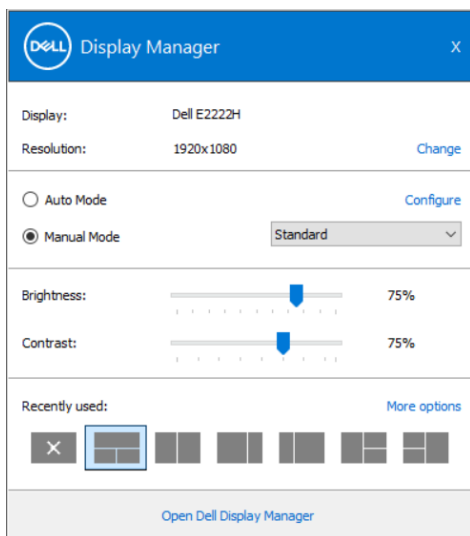 DELL Display Manager X
Display: Dell E2222H
Resolution: 1920x1080 Change
Auto Mode Configure
Manual Mode Standard
Brightness: 75%
Contrast: 75%
Recently used: More options
Open Dell Display Manager